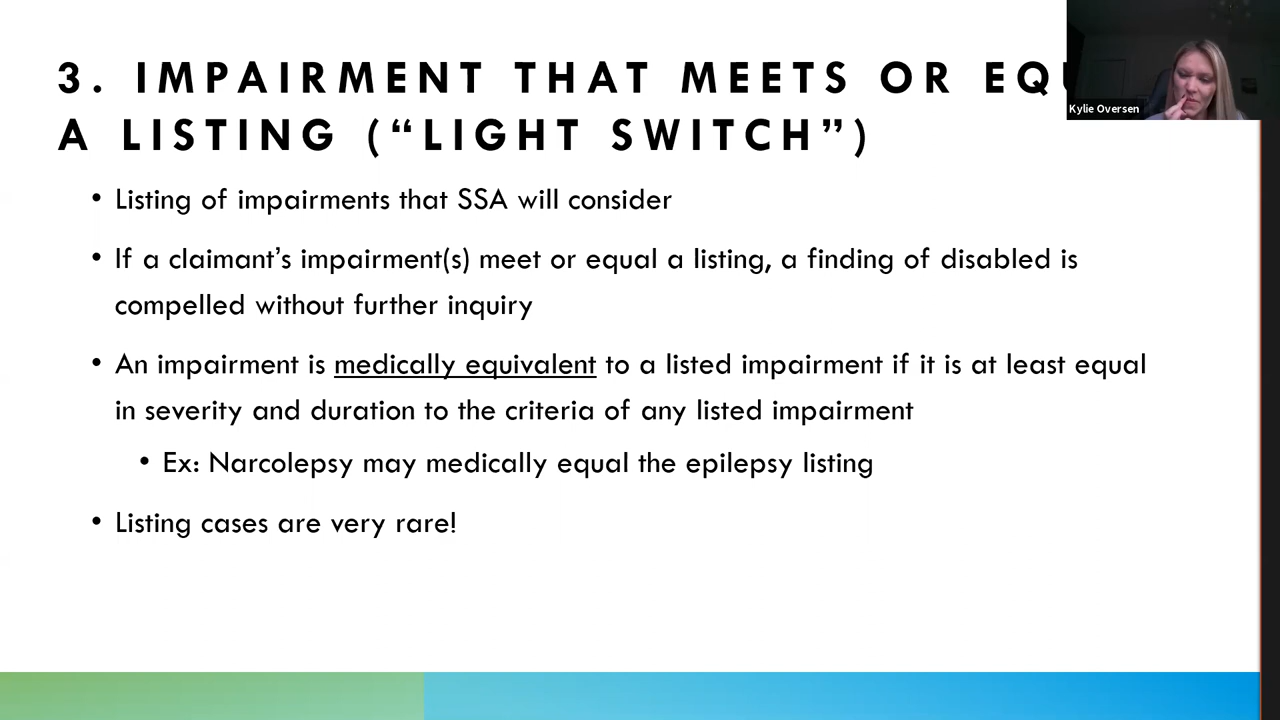 3. IMPAIRMENT THAT MEETS OR
A LISTING (“LIGHT SWITCH”)
Kylie Oversen
• Listing of impairments that SSA will consider
• If a claimant’s impairment(s) meet or equal a listing, a finding of disabled is
compelled without further inquiry
• An impairment is medically equivalent to a listed impairment if it is at least equal
in severity and duration to the criteria of any listed impairment
• Ex: Narcolepsy may medically equal the epilepsy listing
• Listing cases are very rare!